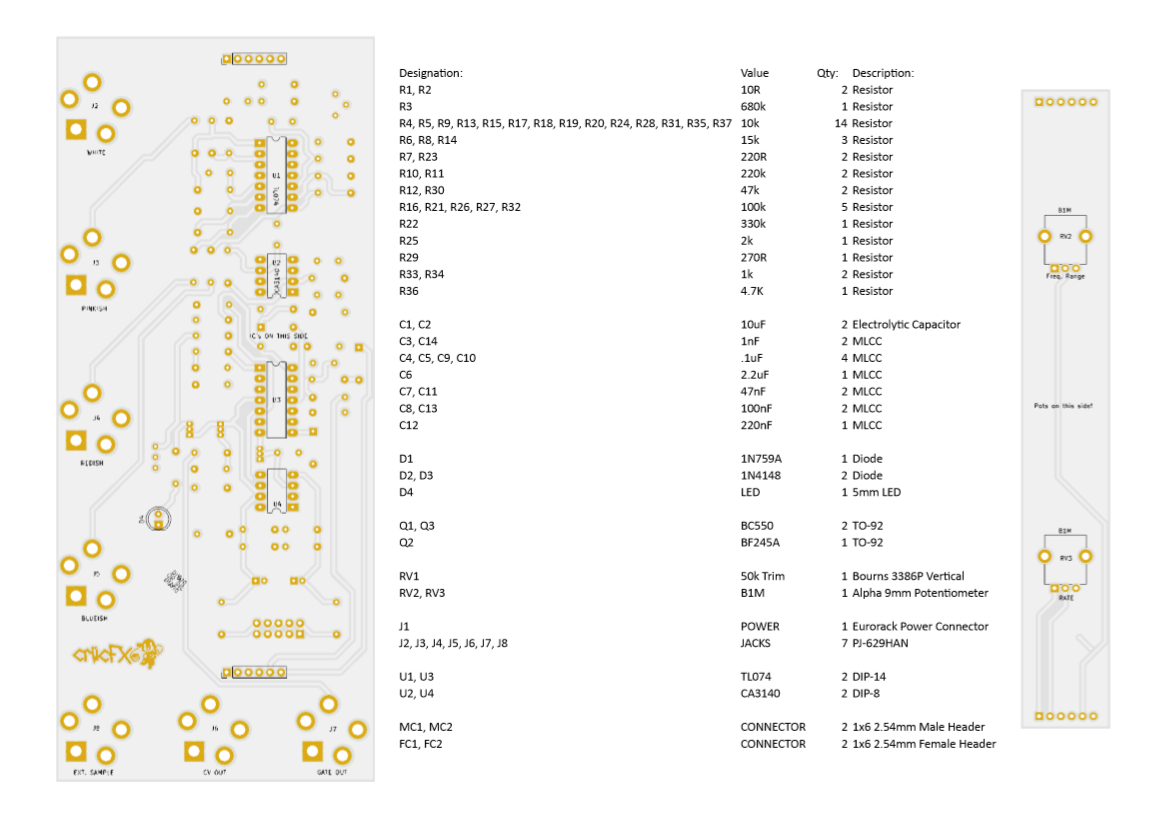 J2
WHITE
U1
TL074
J3
PINKISH
U2
CA3140
IC's ON THIS SIDE
U3
J4
REDISH
U4
D4
J5
BLUEISH
cnicFX
J8
J6
J7
EXT. SAMPLE CV OUT GATE OUT
Designation: Value Qty: Description:
R1, R2 10R 2 Resistor
R3 680k 1 Resistor
R4, R5, R9, R13, R15, R17, R18, R19, R20, R24, R28, R31, R35, R37 10k 14 Resistor
R6, R8, R14 15k 3 Resistor
R7, R23 220R 2 Resistor
R10, R11 220k 2 Resistor
R12, R30 47k 2 Resistor
R16, R21, R26, R27, R32 100k 5 Resistor
R22 330k 1 Resistor
R25 2k 1 Resistor
R29 270R 1 Resistor
R33, R34 1k 2 Resistor
R36 4.7K 1 Resistor
C1, C2 10uF 2 Electrolytic Capacitor
C3, C14 1nF 2 MLCC
C4, C5, C9, C10 .1uF 4 MLCC
C6 2.2uF 1 MLCC
C7, C11 47nF 2 MLCC
C8, C13 100nF 2 MLCC
C12 220nF 1 MLCC
D1 1N759A 1 Diode
D2, D3 1N4148 2 Diode
D4 LED 1 5mm LED
Q1, Q3 BC550 2 TO-92
Q2 BF245A 1 TO-92
RV1 50k Trim 1 Bourns 3386P Vertical
RV2, RV3 B1M 1 Alpha 9mm Potentiometer
J1 POWER 1 Eurorack Power Connector
J2, J3, J4, J5, J6, J7, J8 JACKS 7 PJ-629HAN
U1, U3 TL074 2 DIP-14
U2, U4 CA3140 2 DIP-8
MC1, MC2 CONNECTOR 2 1x6 2.54mm Male Header
FC1, FC2 CONNECTOR 2 1x6 2.54mm Female Header
B1M
RV2
Freq. Range
Pots on this side!
B1M
RV3
RATE